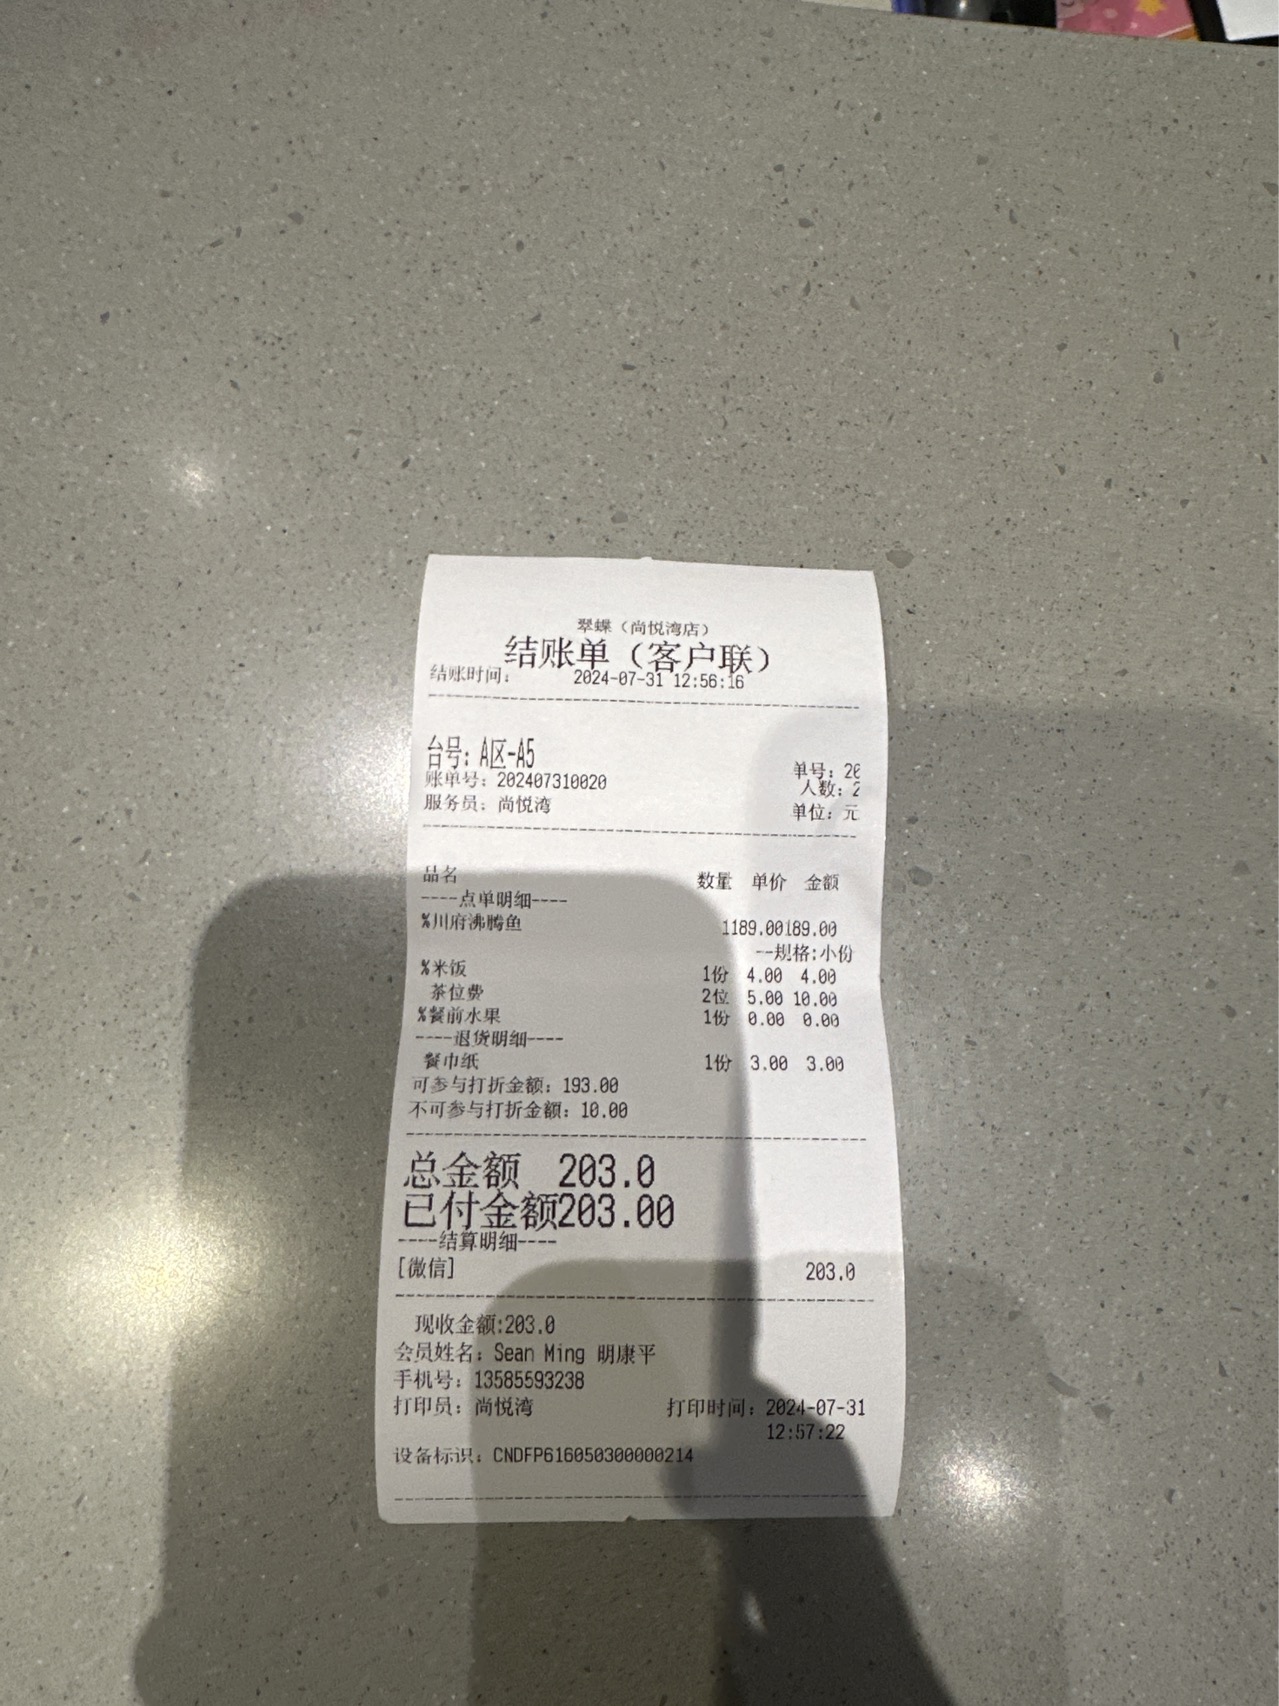 翠蝶（尚悦湾店）
结账单（客户联）
结账时间： 2024-07-31 12:56:16
台号：A区-A5
账单号：202407310020 单号：20
人数：2
服务员：尚悦湾 单位：元
品名 数量 单价 金额
----点单明细----
%川府沸腾鱼 1189.00189.00
--规格:小份
%米饭 1份 4.00 4.00
茶位费 2位 5.00 10.00
%餐前水果 1份 0.00 0.00
----退货明细----
餐巾纸 1份 3.00 3.00
可参与打折金额：193.00
不可参与打折金额：10.00
总金额 203.0
已付金额203.00
----结算明细----
[微信] 203.0
现收金额:203.0
会员姓名：Sean Ming 明康平
手机号：13585593238
打印员：尚悦湾 打印时间：2024-07-31
12:57:22
设备标识：CNDFP616050300000214